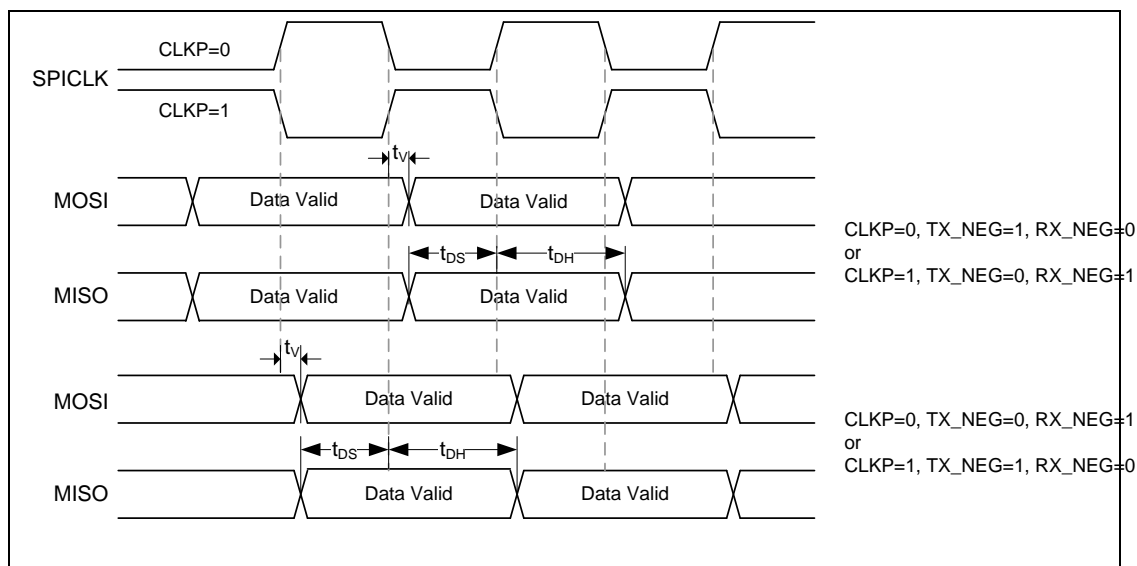 CLKP=0
SPICLK
CLKP=1
tV
MOSI
Data Valid
Data Valid
CLKP=0, TX_NEG=1, RX_NEG=0
or
CLKP=1, TX_NEG=0, RX_NEG=1
tDS
tDH
MISO
Data Valid
Data Valid
tV
MOSI
Data Valid
Data Valid
CLKP=0, TX_NEG=0, RX_NEG=1
or
CLKP=1, TX_NEG=1, RX_NEG=0
tDS
tDH
MISO
Data Valid
Data Valid